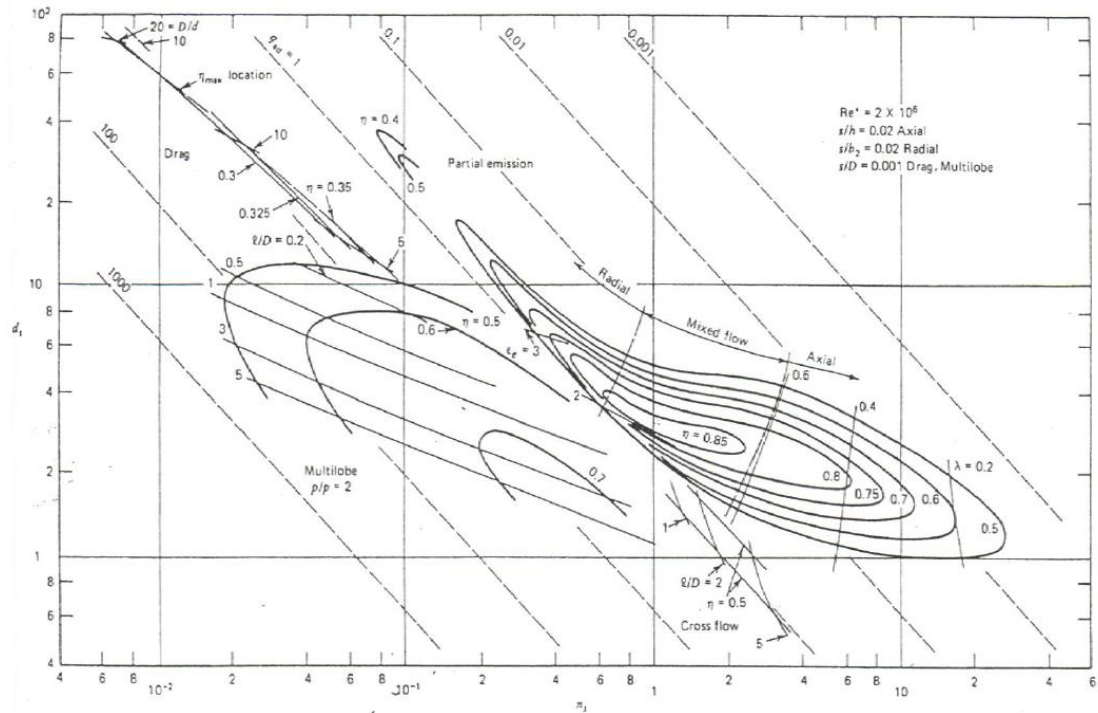 10²
8
6
4
2
10
8
6
4
2
1
8
6
4
d_s
20 = D/d
10
η_max location
10
Drag
0.3
0.325
η = 0.35
ℓ/D = 0.2
5
100
1000
0.5
1
3
5
0.6
η = 0.5
0.7
Multilobe
p/p = 2
q_sd = 1
0.1
0.01
0.001
η = 0.4
0.5
Partial emission
Re* = 2 X 10⁶
s/h = 0.02 Axial
s/b₂ = 0.02 Radial
s/D = 0.001 Drag, Multilobe
Radial
Mixed flow
Axial
= 3
2
0.6
0.4
λ = 0.2
η = 0.85
0.8
0.75
0.7
0.6
0.5
1
ℓ/D = 2
η = 0.5
Cross flow
5
4 6 8 10⁻² 2 4 6 8 10⁻¹ 2 4 6 8 1 2 4 6 8 10 2 4 6